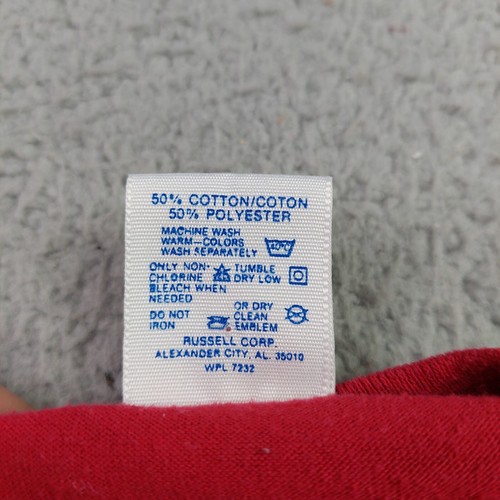 50% COTTON/COTON
50% POLYESTER
MACHINE WASH
WARM-COLORS
WASH SEPARATELY
ONLY NON-
CHLORINE
BLEACH WHEN
NEEDED
TUMBLE
DRY LOW
DO NOT
IRON
OR DRY
CLEAN
EMBLEM
RUSSELL CORP.
ALEXANDER CITY, AL. 35010
WPL 7232